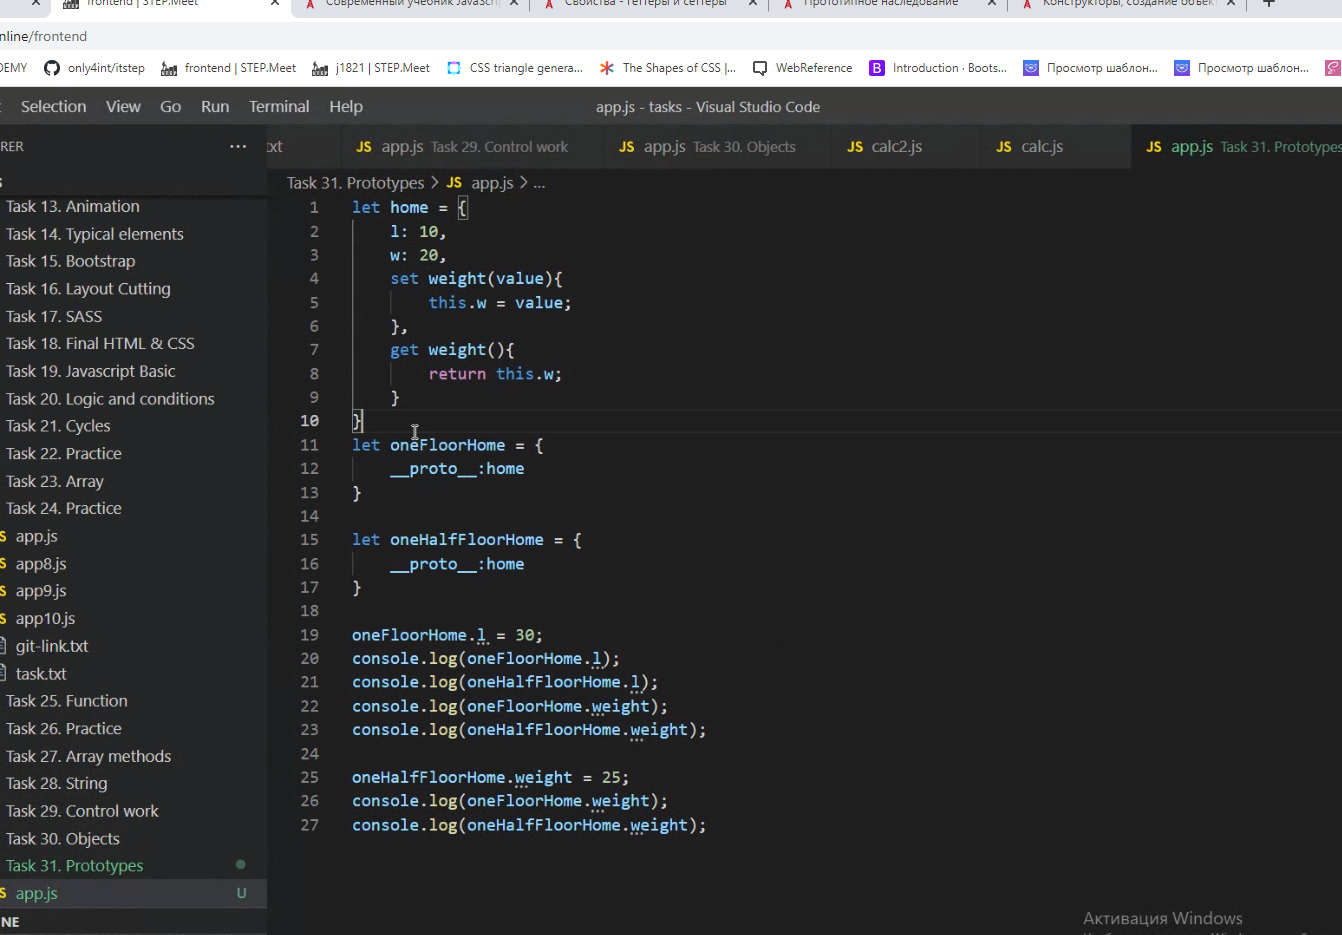 frontend | STEP.Meet
Современный учебник JavaScrip
Свойства - геттеры и сеттеры
Прототипное наследование
Конструкторы, создание объект
nline/frontend
DEMY
only4int/itstep
frontend | STEP.Meet
j1821 | STEP.Meet
CSS triangle genera...
The Shapes of CSS |...
WebReference
Introduction · Boots...
Просмотр шаблон...
Просмотр шаблон...
Selection View Go Run Terminal Help
app.js - tasks - Visual Studio Code
RER ...
xt
JS app.js Task 29. Control work
JS app.js Task 30. Objects
JS calc2.js
JS calc.js
JS app.js Task 31. Prototypes
S
Task 31. Prototypes > JS app.js > ...
Task 13. Animation
Task 14. Typical elements
Task 15. Bootstrap
Task 16. Layout Cutting
Task 17. SASS
Task 18. Final HTML & CSS
Task 19. Javascript Basic
Task 20. Logic and conditions
Task 21. Cycles
Task 22. Practice
Task 23. Array
Task 24. Practice
S app.js
S app8.js
S app9.js
S app10.js
git-link.txt
task.txt
Task 25. Function
Task 26. Practice
Task 27. Array methods
Task 28. String
Task 29. Control work
Task 30. Objects
Task 31. Prototypes
S app.js U
NE
1 let home = {
2 l: 10,
3 w: 20,
4 set weight(value){
5 this.w = value;
6 },
7 get weight(){
8 return this.w;
9 }
10 }
11 let oneFloorHome = {
12 __proto__:home
13 }
14
15 let oneHalfFloorHome = {
16 __proto__:home
17 }
18
19 oneFloorHome.l = 30;
20 console.log(oneFloorHome.l);
21 console.log(oneHalfFloorHome.l);
22 console.log(oneFloorHome.weight);
23 console.log(oneHalfFloorHome.weight);
24
25 oneHalfFloorHome.weight = 25;
26 console.log(oneFloorHome.weight);
27 console.log(oneHalfFloorHome.weight);
Активация Windows